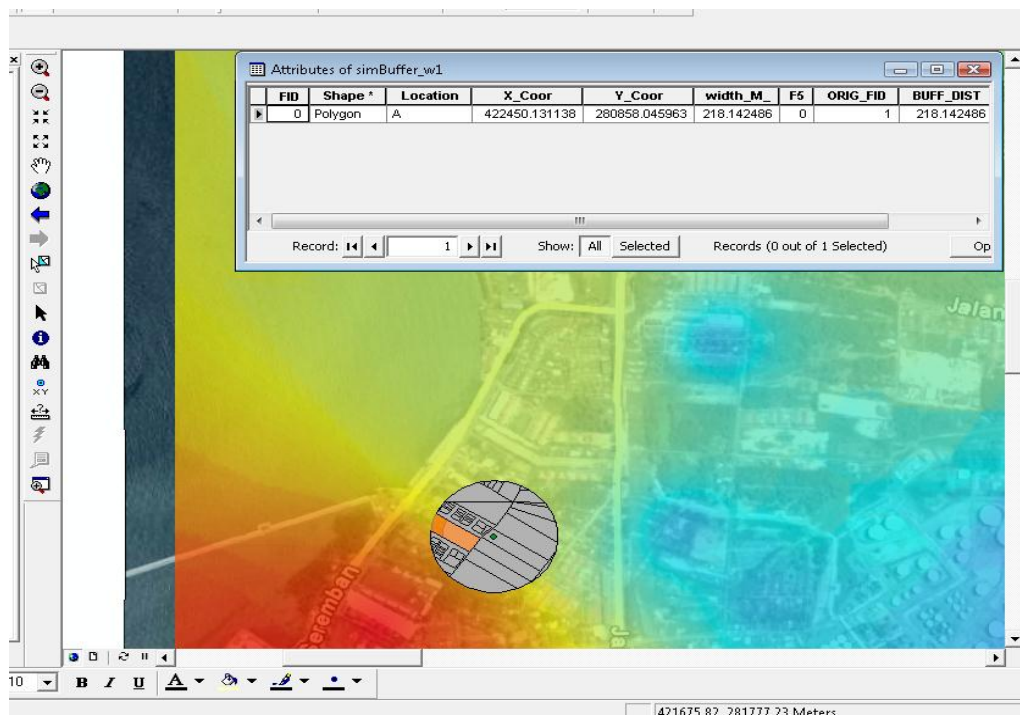 Attributes of simBuffer_w1
FID Shape * Location X_Coor Y_Coor width_M_ F5 ORIG_FID BUFF_DIST
0 Polygon A 422450.131138 280858.045963 218.142486 0 1 218.142486
Record: 1 Show: All Selected Records (0 out of 1 Selected) Op
XY
Jalan
Seremban
Ja
10 B I U A
421675.82 281777.23 Meters